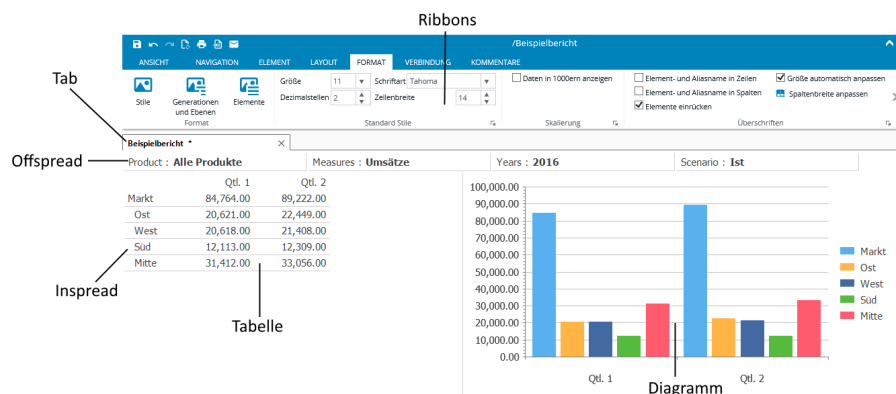 Ribbons
/Beispielbericht
ANSICHT NAVIGATION ELEMENT LAYOUT FORMAT VERBINDUNG KOMMENTARE
Tab
Größe 11 Schriftart Tahoma
Daten in 1000ern anzeigen
Element- und Aliasname in Zeilen
Größe automatisch anpassen
Dezimalstellen 2 Zellenbreite 14
Element- und Aliasname in Spalten
Spaltenbreite anpassen
Stile
Generationen
und Ebenen
Elemente
Elemente einrücken
Format
Standard Stile
Skalierung
Überschriften
Beispielbericht *
Offspread
Product : Alle Produkte Measures : Umsätze Years : 2016 Scenario : Ist
Qtl. 1 Qtl. 2
Markt 84,764.00 89,222.00
Ost 20,621.00 22,449.00
West 20,618.00 21,408.00
Süd 12,113.00 12,309.00
Mitte 31,412.00 33,056.00
Inspread
Tabelle
100,000.00
90,000.00
80,000.00
70,000.00
60,000.00
50,000.00
40,000.00
30,000.00
20,000.00
10,000.00
0.00
Qtl. 1 Qtl. 2
Markt
Ost
West
Süd
Mitte
Diagramm